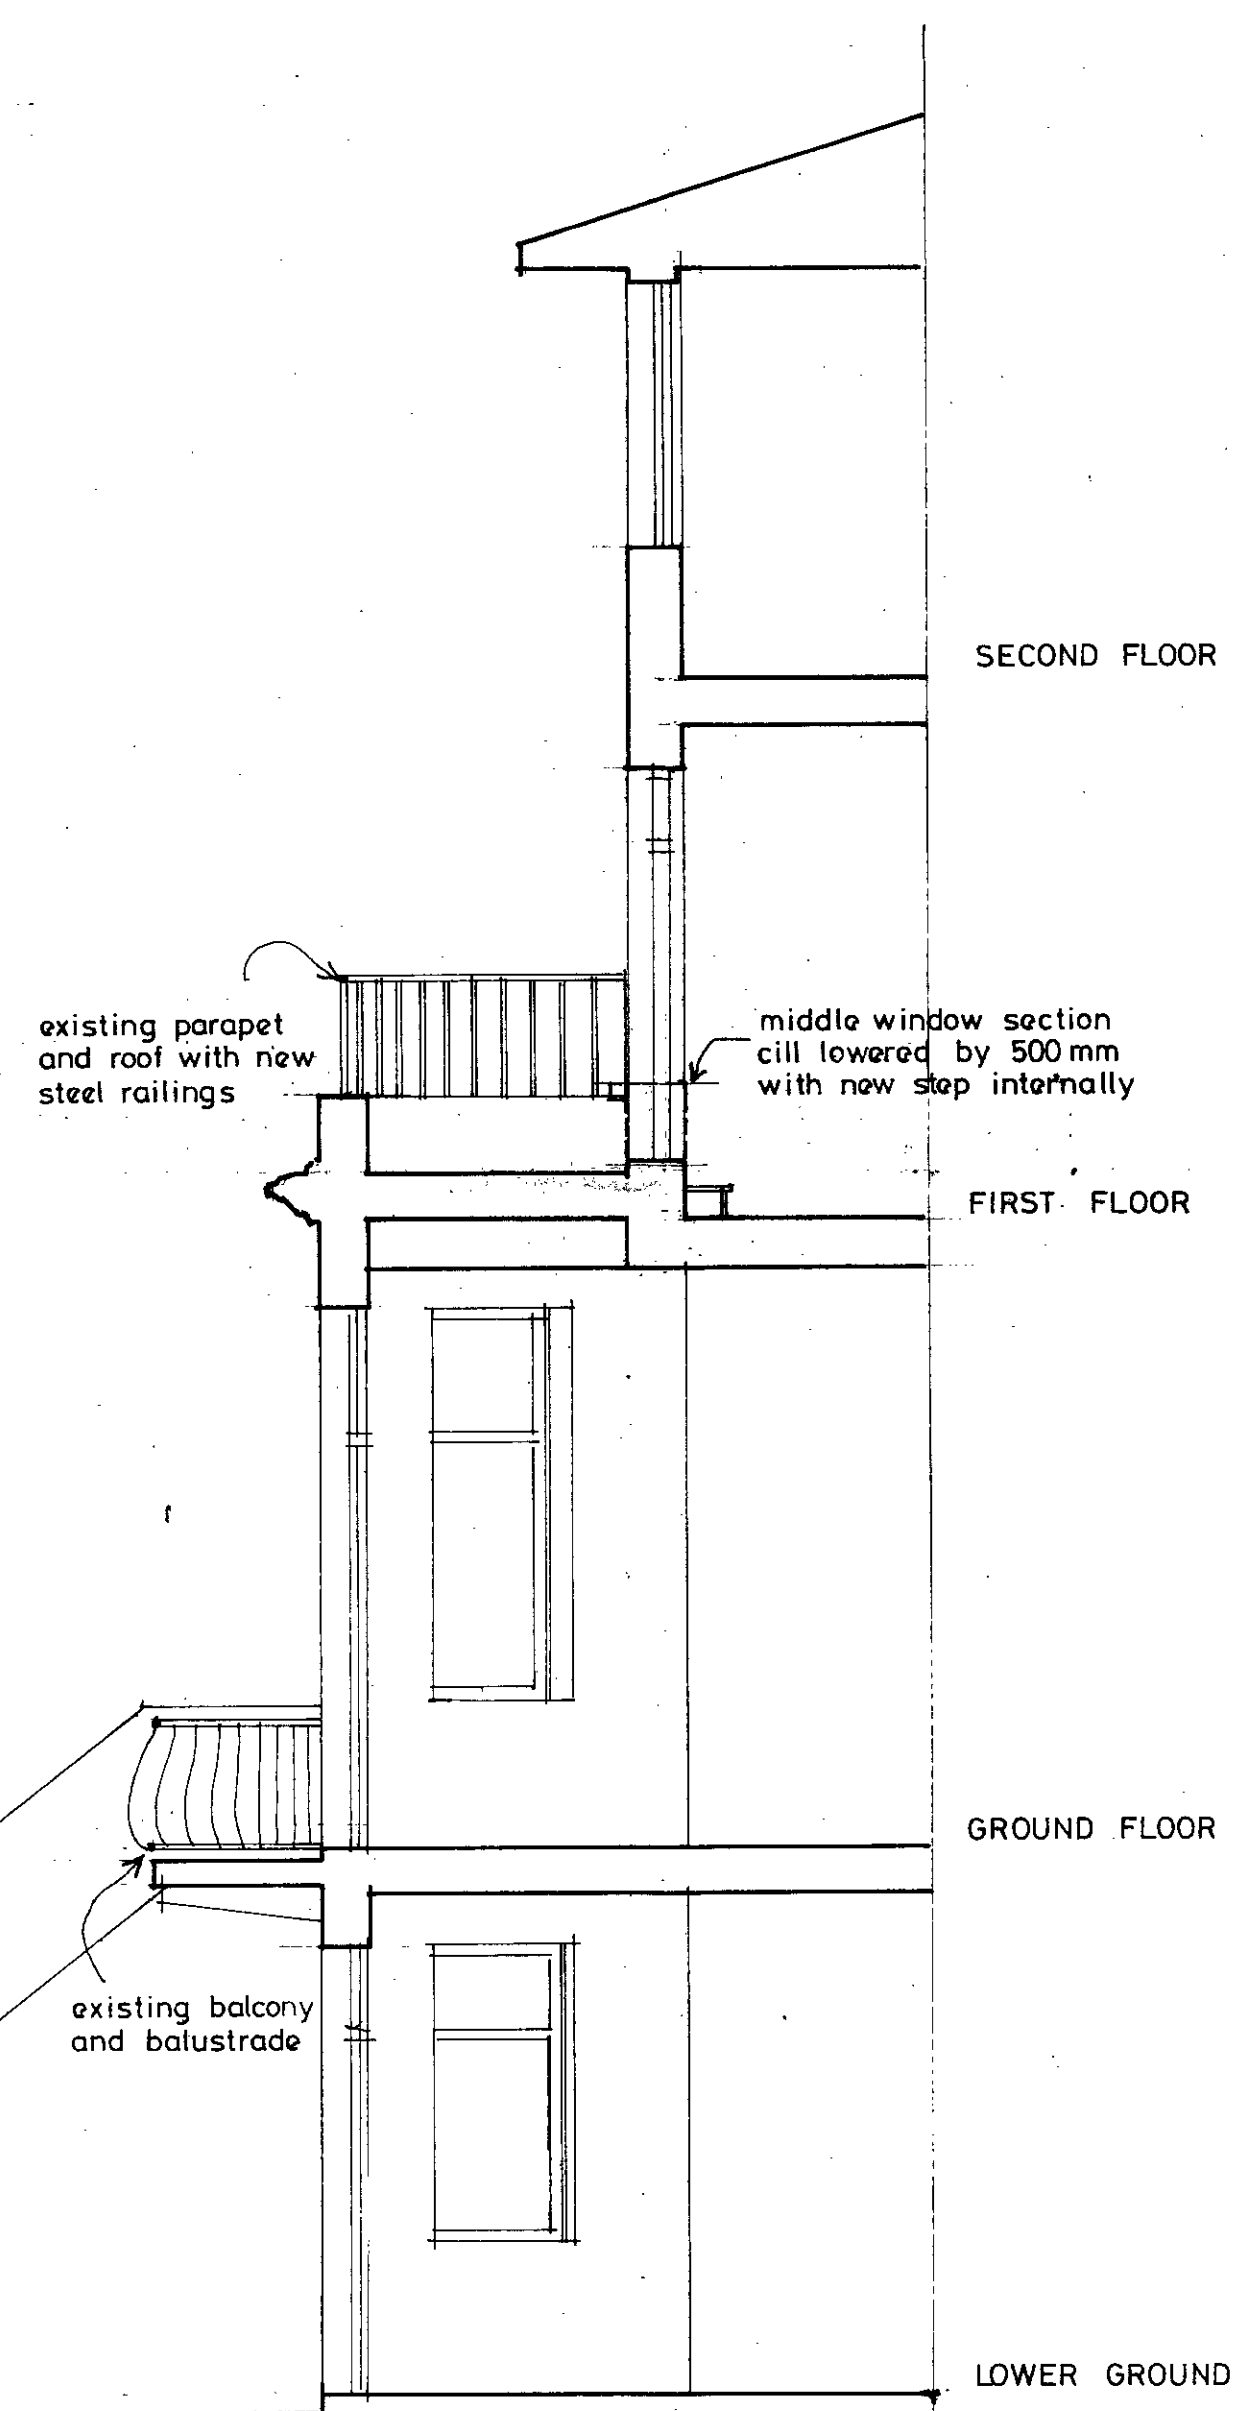 SECOND FLOOR
existing parapet
and roof with new
steel railings
middle window section
cill lowered by 500 mm
with new step internally
FIRST FLOOR
GROUND FLOOR
existing balcony
and balustrade
LOWER GROUND